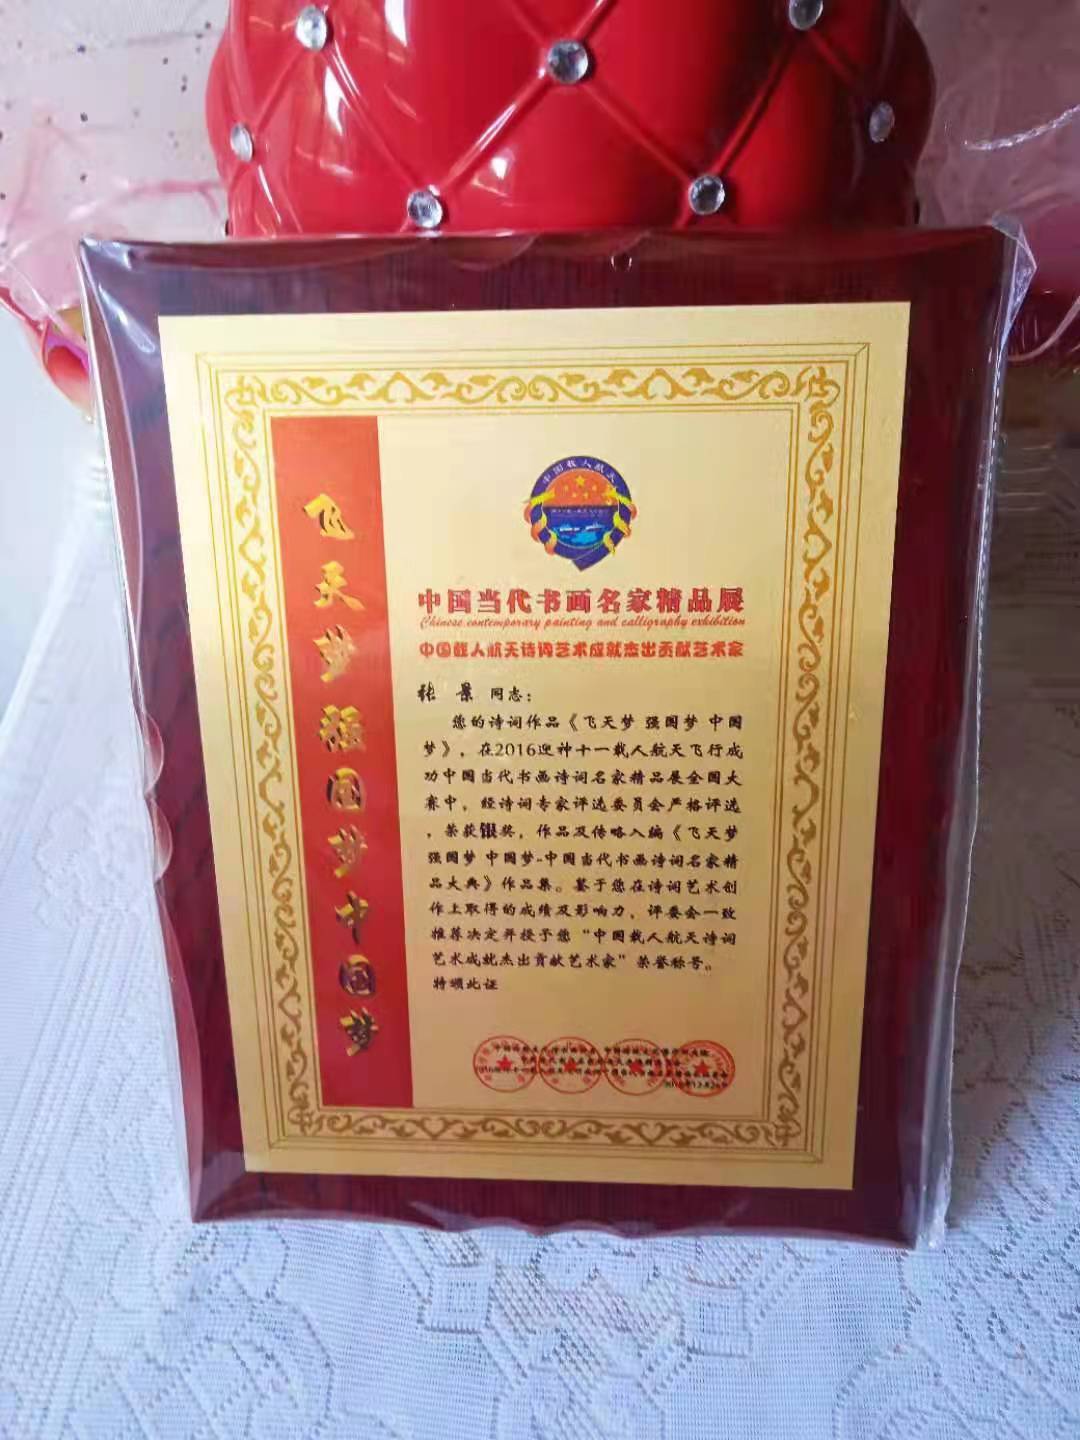 飞天梦强国梦中国梦
中国载人航天
中国当代书画名家精品展
Chinese contemporary painting and calligraphy exhibition
中国载人航天诗词艺术成就杰出贡献艺术家
张 景 同志：
您的诗词作品《飞天梦 强国梦 中国
梦》，在2016迎神十一载人航天飞行成
功中国当代书画诗词名家精品展全国大
赛中，经诗词专家评选委员会严格评选
，荣获银奖，作品及传略入编《飞天梦
强国梦 中国梦-中国当代书画诗词名家精
品大典》作品集。鉴于您在诗词艺术创
作上取得的成绩及影响力，评委会一致
推荐决定并授予您“中国载人航天诗词
艺术成就杰出贡献艺术家”荣誉称号。
特颁此证